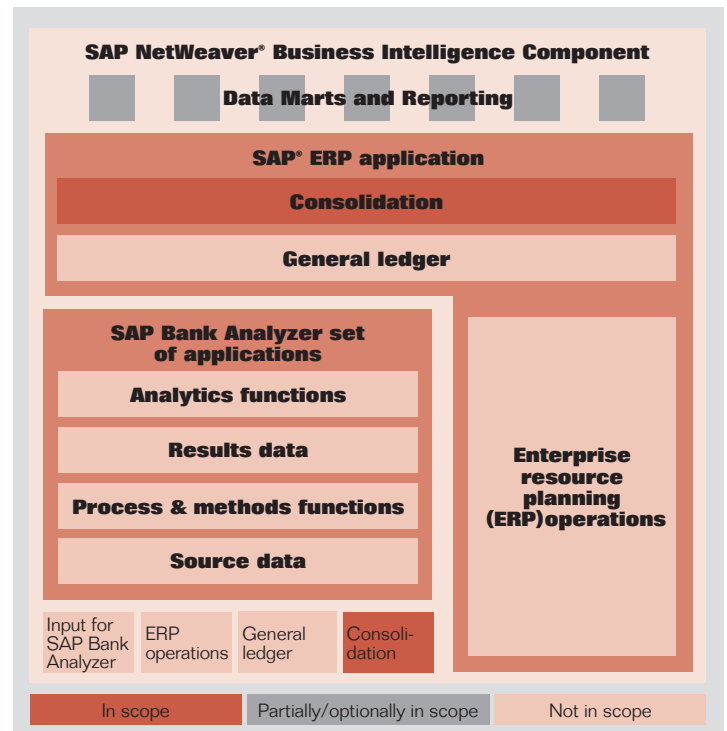 SAP NetWeaver® Business Intelligence Component
Data Marts and Reporting
SAP® ERP application
Consolidation
General ledger
SAP Bank Analyzer set
of applications
Analytics functions
Results data
Process & methods functions
Source data
Enterprise
resource
planning
(ERP)operations
Input for
SAP Bank
Analyzer
ERP
operations
General
ledger
Consoli-
dation
In scope
Partially/optionally in scope
Not in scope